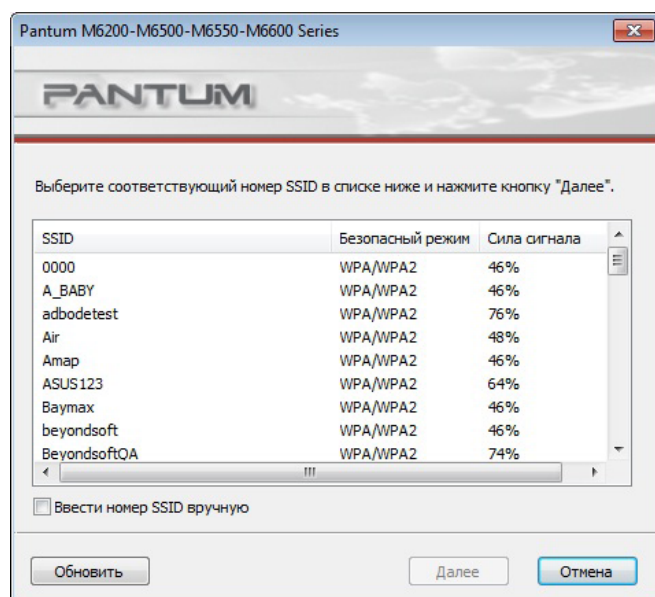 Pantum M6200-M6500-M6550-M6600 Series
PANTUM
Выберите соответствующий номер SSID в списке ниже и нажмите кнопку "Далее".
SSID Безопасный режим Сила сигнала
0000 WPA/WPA2 46%
A_BABY WPA/WPA2 46%
adbodetest WPA/WPA2 76%
Air WPA/WPA2 48%
Amap WPA/WPA2 46%
ASUS123 WPA/WPA2 64%
Baymax WPA/WPA2 46%
beyondsoft WPA/WPA2 46%
BeyondsoftQA WPA/WPA2 74%
Ввести номер SSID вручную
Обновить Далее Отмена